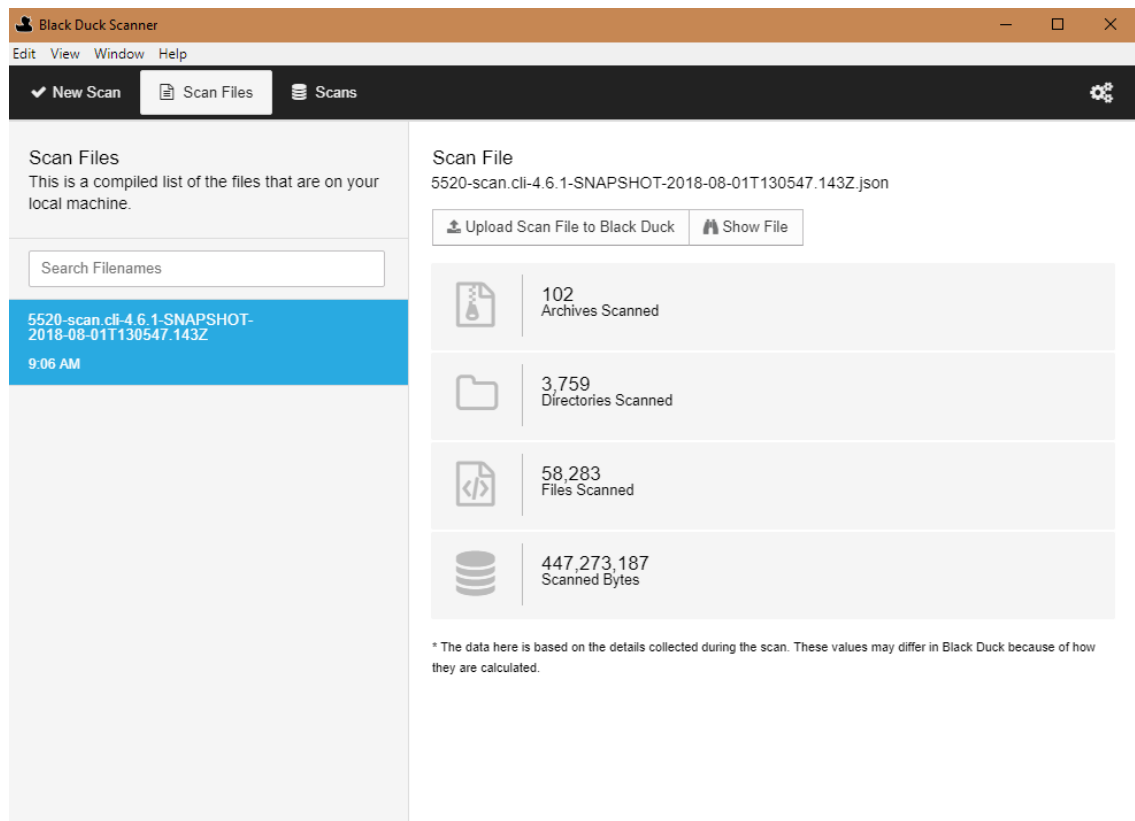 Black Duck Scanner
Edit View Window Help
New Scan Scan Files Scans
Scan Files
This is a compiled list of the files that are on your
local machine.
Search Filenames
5520-scan.cli-4.6.1-SNAPSHOT-
2018-08-01T130547.143Z
9:06 AM
Scan File
5520-scan.cli-4.6.1-SNAPSHOT-2018-08-01T130547.143Z.json
Upload Scan File to Black Duck Show File
102
Archives Scanned
3,759
Directories Scanned
58,283
Files Scanned
447,273,187
Scanned Bytes
* The data here is based on the details collected during the scan. These values may differ in Black Duck because of how
they are calculated.